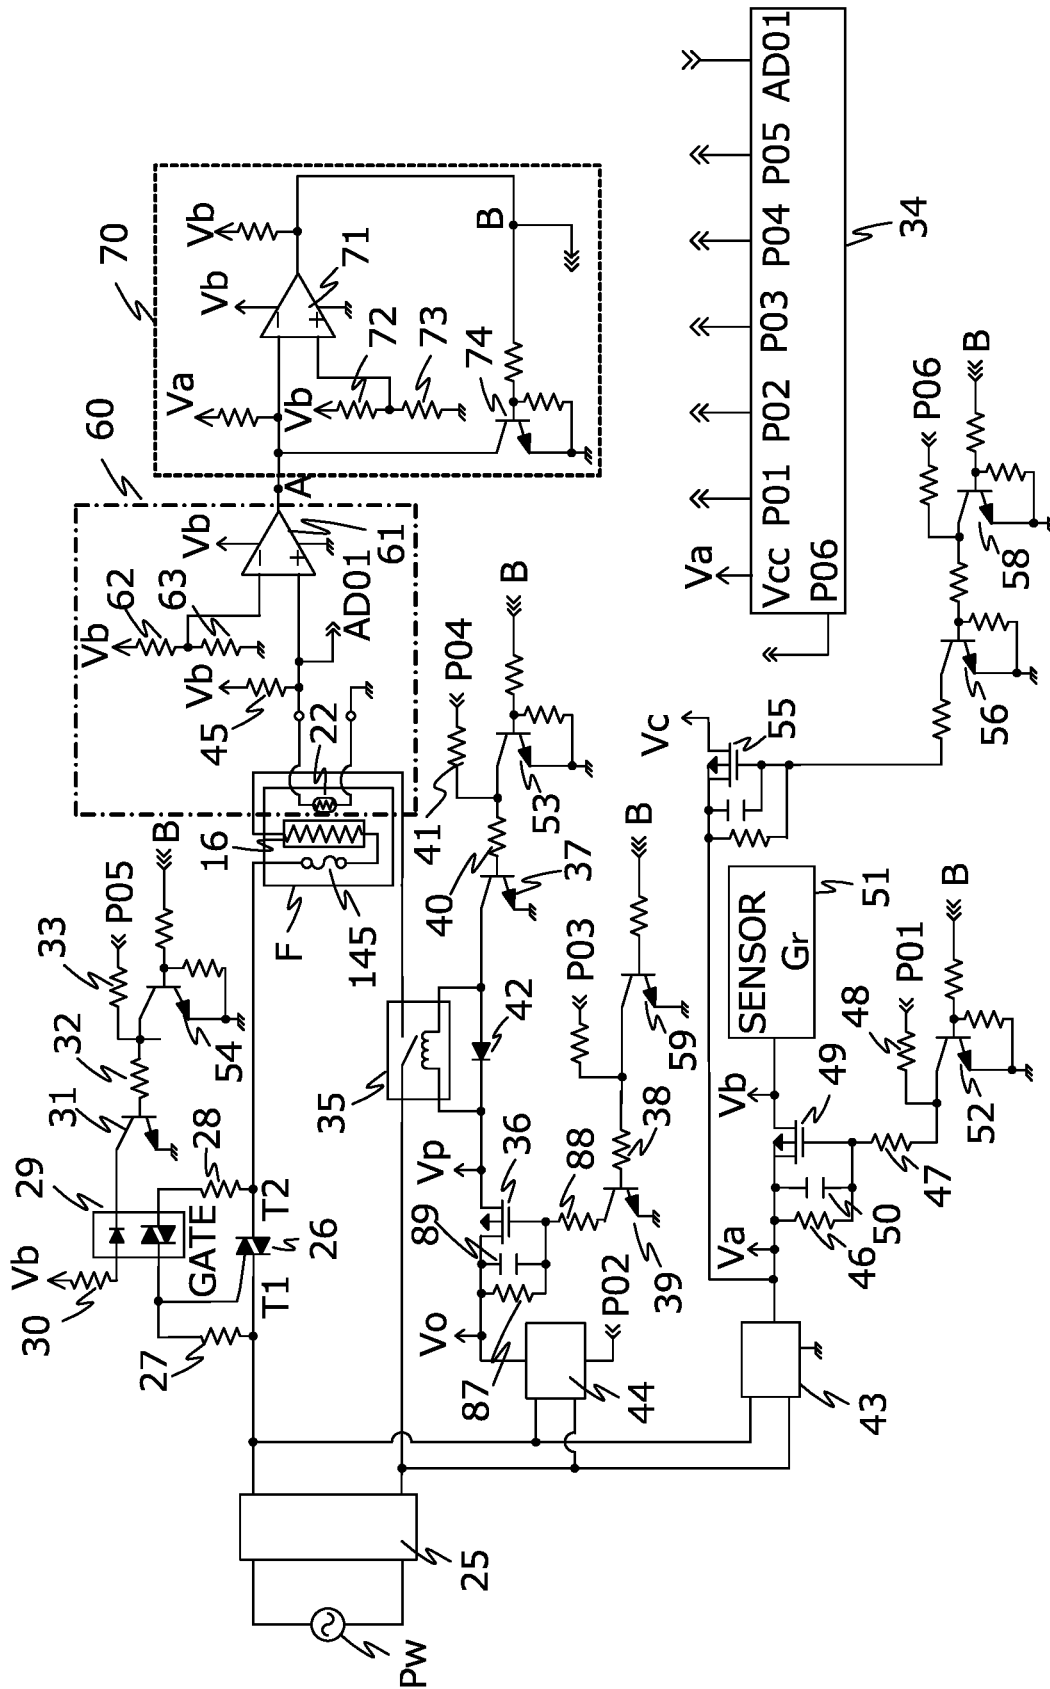 70
Vb
Vb
71
72
73
74
B
Va
Vb
60
A
Vb
61
62
63
Vb
Vb
45
AD01
22
16
F
145
B
P05
33
32
31
54
29
28
Vb
30
GATE
T2
T1
26
27
P04
B
41
40
53
37
35
42
Vp
36
89
88
Vo
87
44
P02
P03
B
38
39
59
Va
Vcc P01 P02 P03 P04 P05 AD01
P06
34
Vc
55
P06
B
56
58
SENSOR
Gr
51
Vb
49
Va
46
50
47
48
P01
B
52
43
25
Pw